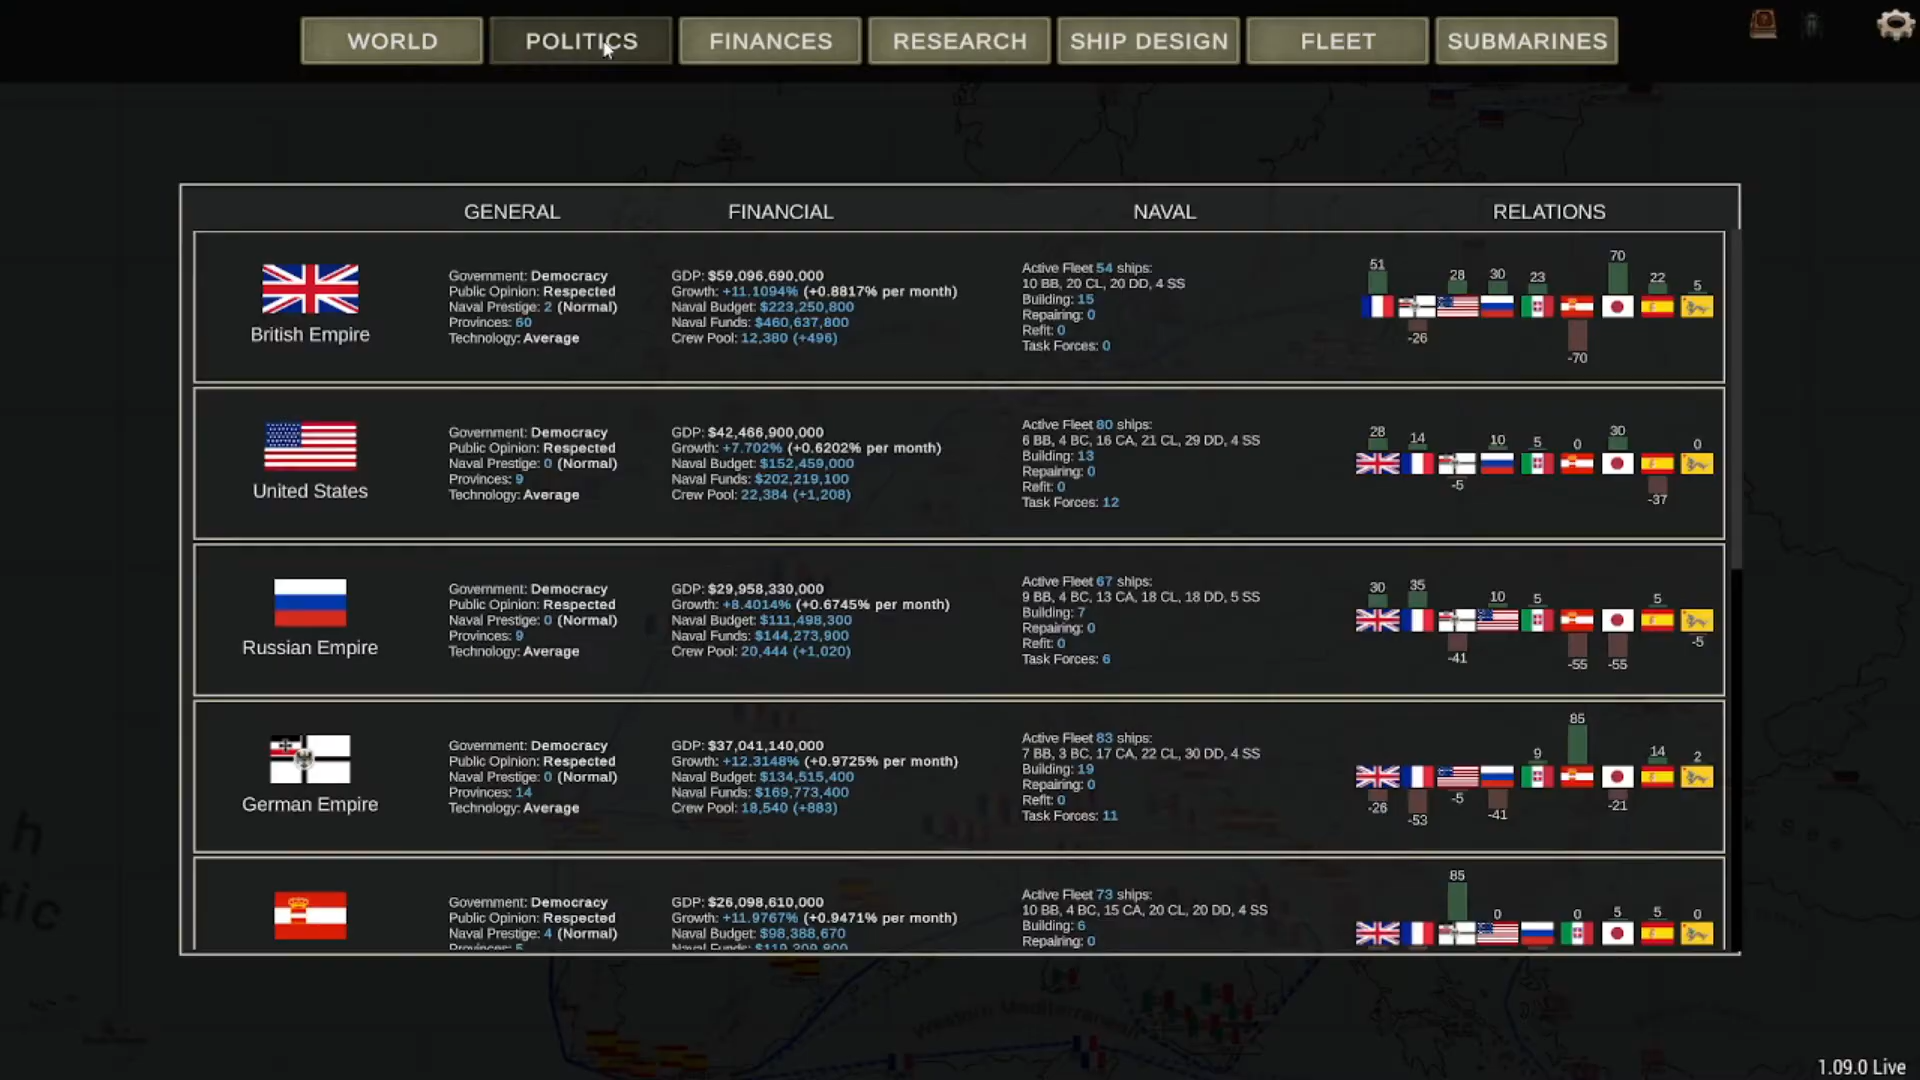 WORLD POLITICS FINANCES RESEARCH SHIP DESIGN FLEET SUBMARINES
GENERAL FINANCIAL NAVAL RELATIONS
British Empire
Government: Democracy
Public Opinion: Respected
Naval Prestige: 2 (Normal)
Provinces: 60
Technology: Average
GDP: $59,096,690,000
Growth: +11.1094% (+0.8817% per month)
Naval Budget: $223,250,800
Naval Funds: $460,637,800
Crew Pool: 12,380 (+496)
Active Fleet 54 ships:
10 BB, 20 CL, 20 DD, 4 SS
Building: 15
Repairing: 0
Refit: 0
Task Forces: 0
51 28 30 23 70 22 5
-26 -70
United States
Government: Democracy
Public Opinion: Respected
Naval Prestige: 0 (Normal)
Provinces: 9
Technology: Average
GDP: $42,466,900,000
Growth: +7.702% (+0.6202% per month)
Naval Budget: $152,459,000
Naval Funds: $202,219,100
Crew Pool: 22,384 (+1,208)
Active Fleet 80 ships:
6 BB, 4 BC, 16 CA, 21 CL, 29 DD, 4 SS
Building: 13
Repairing: 0
Refit: 0
Task Forces: 12
28 14 10 5 0 30 0
-5 -37
Russian Empire
Government: Democracy
Public Opinion: Respected
Naval Prestige: 0 (Normal)
Provinces: 9
Technology: Average
GDP: $29,958,330,000
Growth: +8.4014% (+0.6745% per month)
Naval Budget: $111,498,300
Naval Funds: $144,273,900
Crew Pool: 20,444 (+1,020)
Active Fleet 67 ships:
9 BB, 4 BC, 13 CA, 18 CL, 18 DD, 5 SS
Building: 7
Repairing: 0
Refit: 0
Task Forces: 6
30 35 10 5 5
-41 -55 -55 -5
German Empire
Government: Democracy
Public Opinion: Respected
Naval Prestige: 0 (Normal)
Provinces: 14
Technology: Average
GDP: $37,041,140,000
Growth: +12.3148% (+0.9725% per month)
Naval Budget: $134,515,400
Naval Funds: $169,773,400
Crew Pool: 18,540 (+883)
Active Fleet 83 ships:
7 BB, 3 BC, 17 CA, 22 CL, 30 DD, 4 SS
Building: 19
Repairing: 0
Refit: 0
Task Forces: 11
9 85 14 2
-26 -53 -5 -41 -21
Government: Democracy
Public Opinion: Respected
Naval Prestige: 4 (Normal)
Provinces: 5
GDP: $26,098,610,000
Growth: +11.9767% (+0.9471% per month)
Naval Budget: $98,388,670
Naval Funds: $119,309,800
Active Fleet 73 ships:
10 BB, 4 BC, 15 CA, 20 CL, 20 DD, 4 SS
Building: 6
Repairing: 0
85 0 0 5 5 0
Western Mediterranean
1.09.0 Live